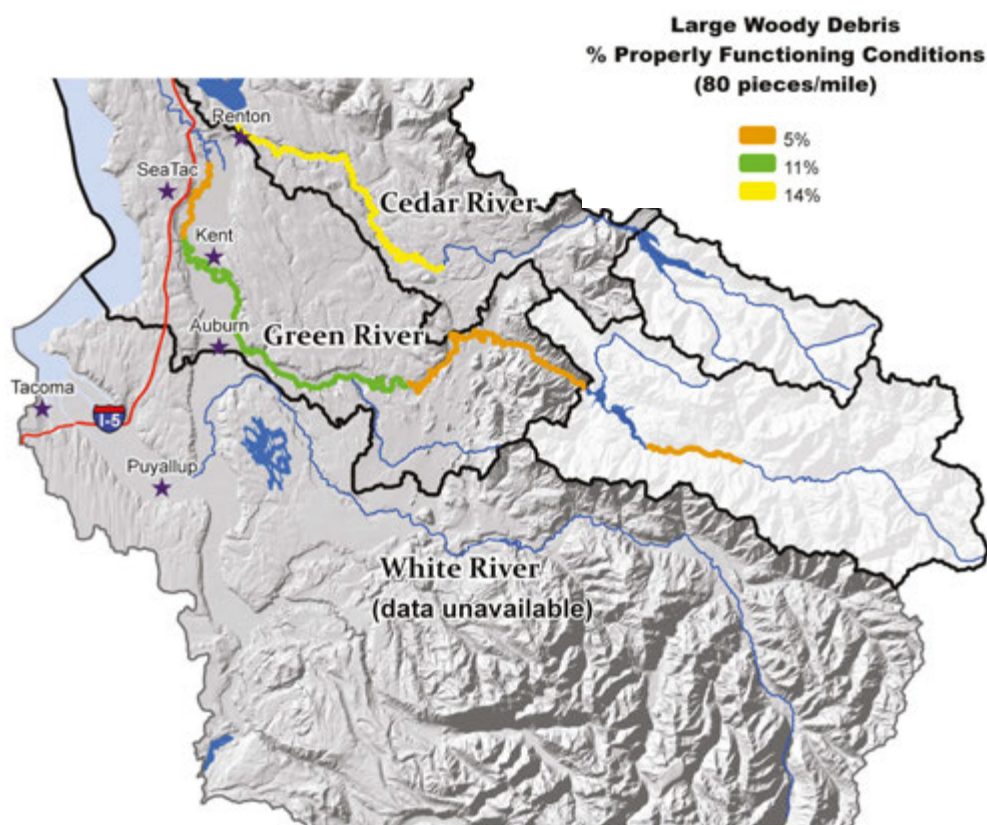 Large Woody Debris
% Properly Functioning Conditions
(80 pieces/mile)
5%
11%
14%
Renton
SeaTac
Cedar River
Kent
Auburn
Green River
Tacoma
I-5
Puyallup
White River
(data unavailable)